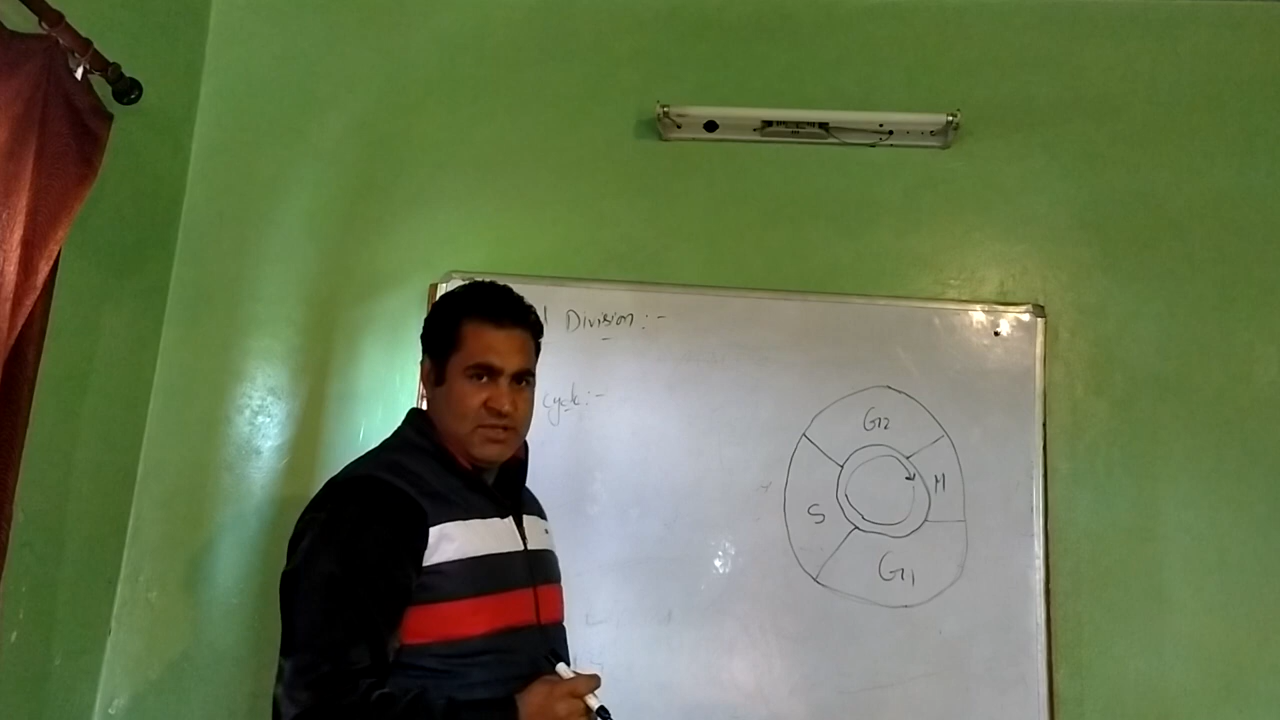 Division :-
cycle :-
G2
M
S
G1